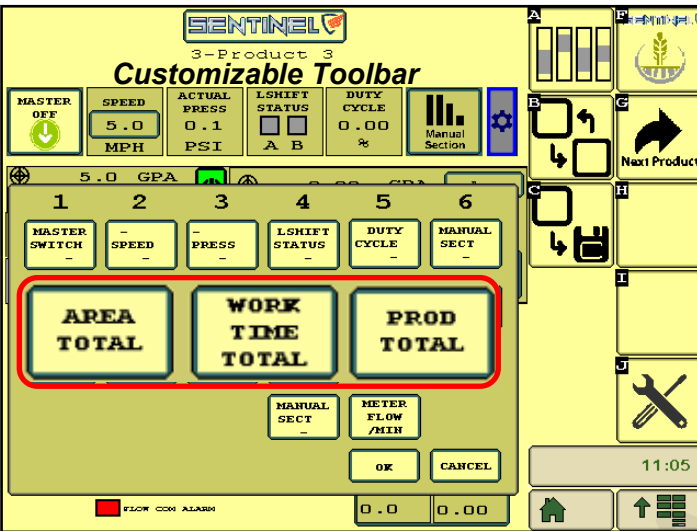 SENTINEL
3-Product 3
Customizable Toolbar
MASTER OFF
SPEED
5.0
MPH
ACTUAL PRESS
0.1
PSI
LSHIFT STATUS
A B
DUTY CYCLE
0.00
%
Manual Section
5.0 GPA
1 2 3 4 5 6
MASTER SWITCH
–
–
SPEED
–
–
PRESS
–
LSHIFT STATUS
–
DUTY CYCLE
–
MANUAL SECT
–
AREA TOTAL
WORK TIME TOTAL
PROD TOTAL
MANUAL SECT
–
METER FLOW /MIN
OK
CANCEL
FLOW COM ALARM
0.0
0.00
A
B
C
F
SENTINEL
G
Next Product
H
I
J
11:05